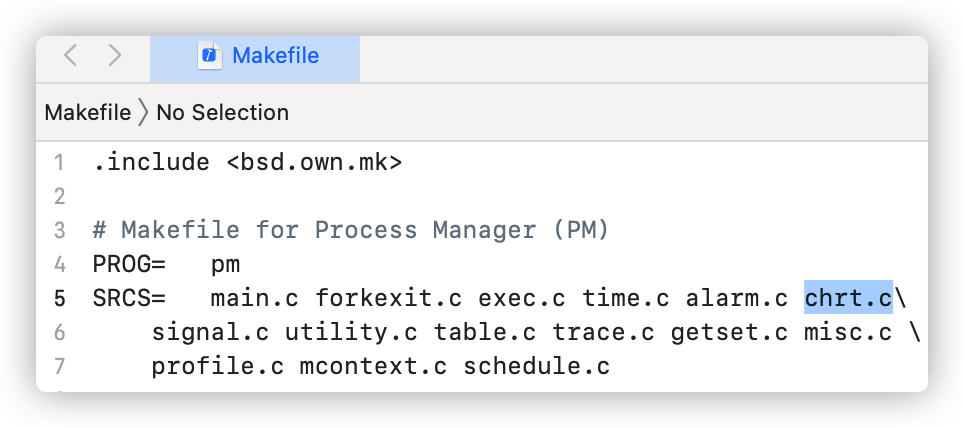 Makefile
Makefile 〉 No Selection
1 .include <bsd.own.mk>
2
3 # Makefile for Process Manager (PM)
4 PROG= pm
5 SRCS= main.c forkexit.c exec.c time.c alarm.c chrt.c\
6 signal.c utility.c table.c trace.c getset.c misc.c \
7 profile.c mcontext.c schedule.c